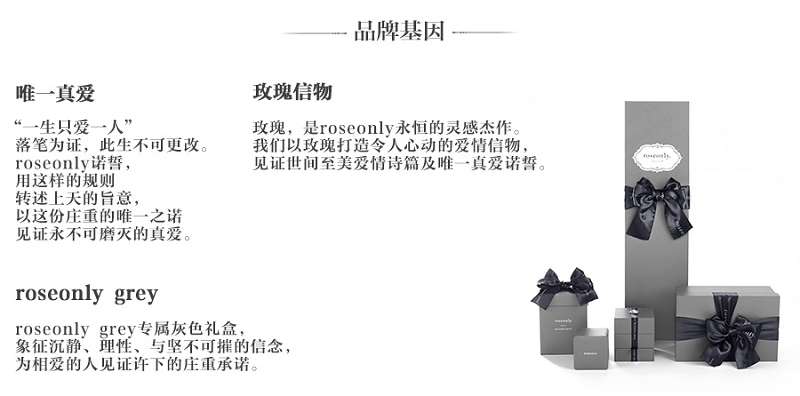 品牌基因
唯一真爱
“一生只爱一人”
落笔为证，此生不可更改。
roseonly诺誓，
用这样的规则
转述上天的旨意，
以这份庄重的唯一之诺
见证永不可磨灭的真爱。
玫瑰信物
玫瑰，是roseonly永恒的灵感杰作。
我们以玫瑰打造令人心动的爱情信物，
见证世间至美爱情诗篇及唯一真爱诺誓。
roseonly grey
roseonly grey专属灰色礼盒，
象征沉静、理性、与坚不可摧的信念，
为相爱的人见证许下的庄重承诺。
roseonly.
roseonly.